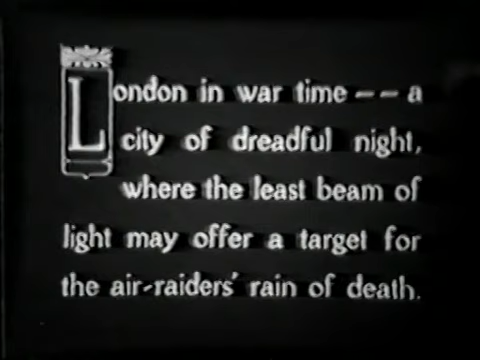 London in war time -- a
city of dreadful night,
where the least beam of
light may offer a target for
the air-raiders' rain of death.